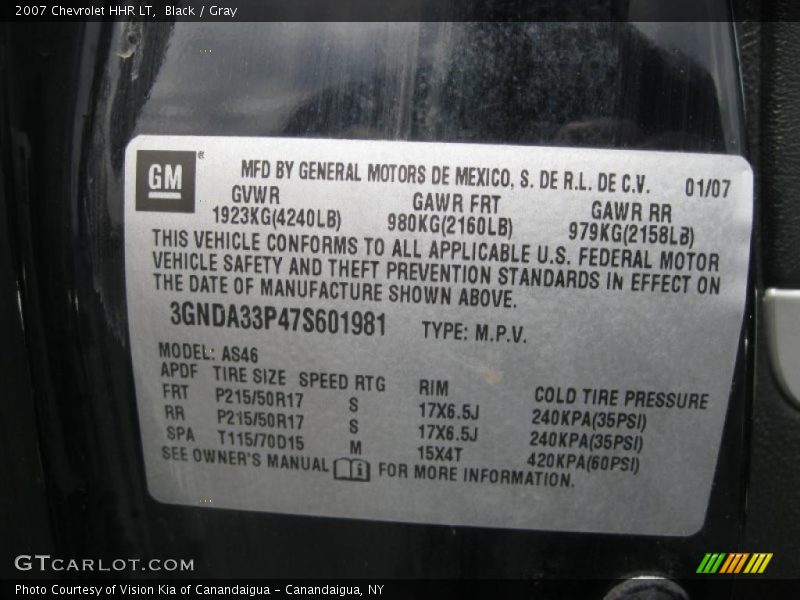 2007 Chevrolet HHR LT, Black / Gray
GM ®
MFD BY GENERAL MOTORS DE MEXICO, S. DE R.L. DE C.V. 01/07
GVWR GAWR FRT GAWR RR
1923KG(4240LB) 980KG(2160LB) 979KG(2158LB)
THIS VEHICLE CONFORMS TO ALL APPLICABLE U.S. FEDERAL MOTOR
VEHICLE SAFETY AND THEFT PREVENTION STANDARDS IN EFFECT ON
THE DATE OF MANUFACTURE SHOWN ABOVE.
3GNDA33P47S601981 TYPE: M.P.V.
MODEL: AS46
APDF TIRE SIZE SPEED RTG RIM COLD TIRE PRESSURE
FRT P215/50R17 S 17X6.5J 240KPA(35PSI)
RR P215/50R17 S 17X6.5J 240KPA(35PSI)
SPA T115/70D15 M 15X4T 420KPA(60PSI)
SEE OWNER'S MANUAL i FOR MORE INFORMATION.
GTCARLOT.COM
Photo Courtesy of Vision Kia of Canandaigua - Canandaigua, NY